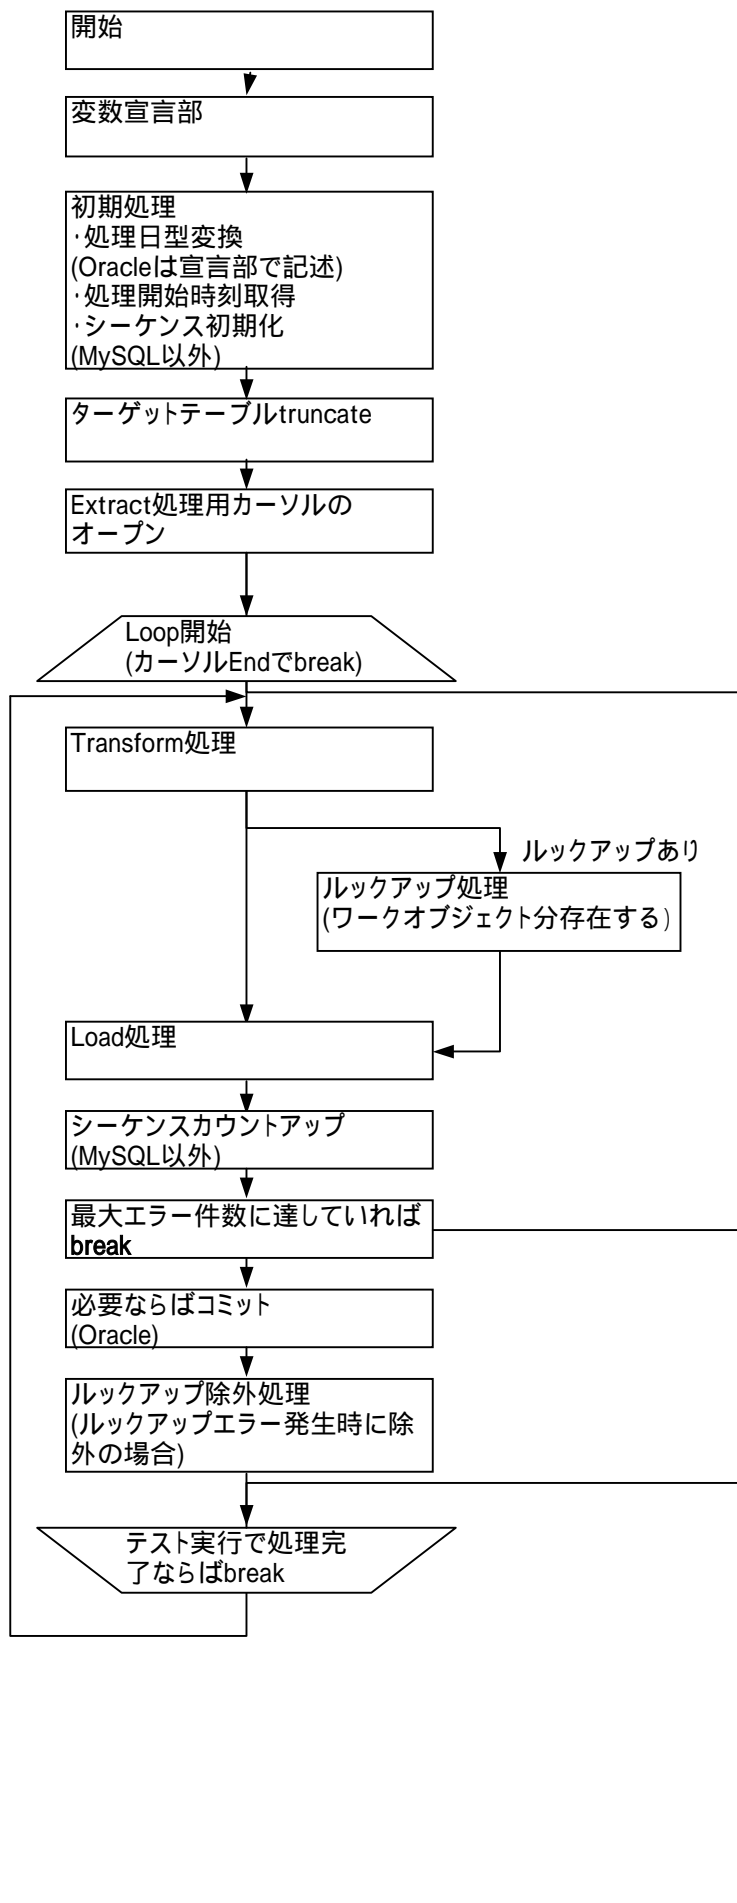 開始
変数宣言部
初期処理
・処理日型変換
(Oracleは宣言部で記述)
・処理開始時刻取得
・シーケンス初期化
(MySQL以外)
ターゲットテーブルtruncate
Extract処理用カーソルの
オープン
Loop開始
(カーソルEndでbreak)
Transform処理
ルックアップあり
ルックアップ処理
(ワークオブジェクト分存在する)
Load処理
シーケンスカウントアップ
(MySQL以外)
最大エラー件数に達していれば
break
必要ならばコミット
(Oracle)
ルックアップ除外処理
(ルックアップエラー発生時に除
外の場合)
テスト実行で処理完
了ならばbreak